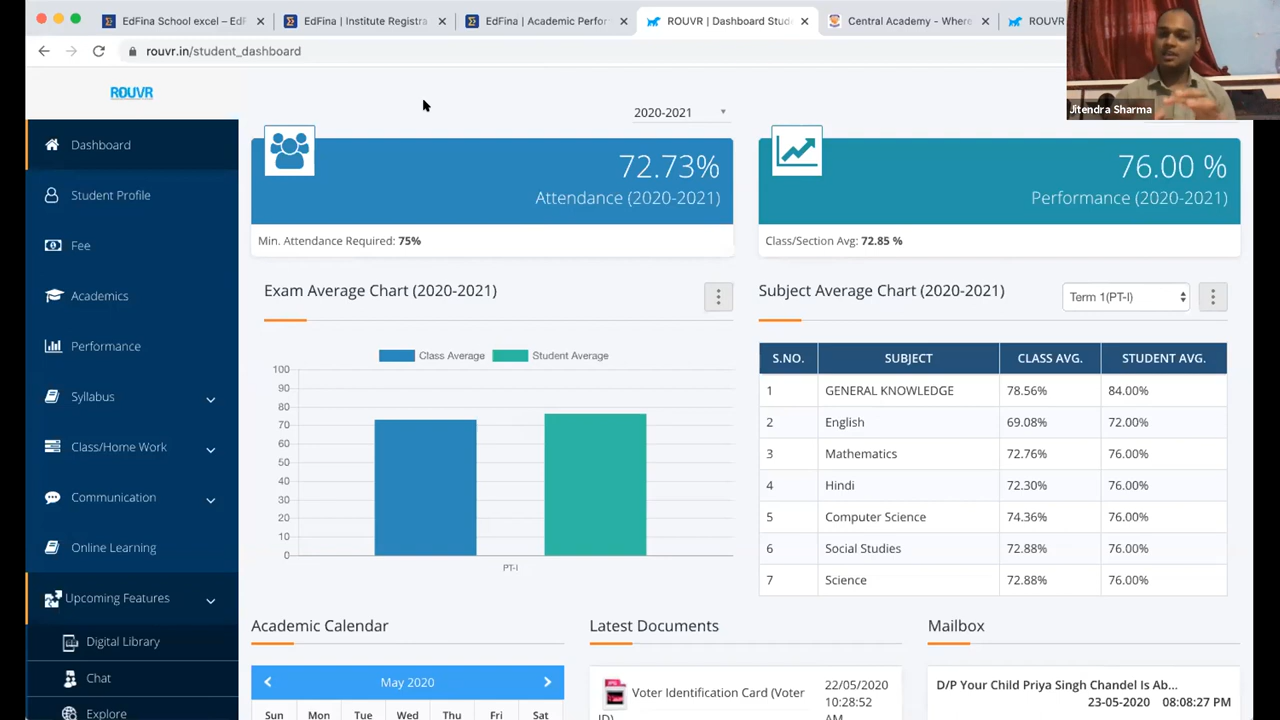 EdFina School excel – EdF
EdFina | Institute Registra
EdFina | Academic Perfor
ROUVR | Dashboard Stud
Central Academy - Where
ROUVR
rouvr.in/student_dashboard
Jitendra Sharma
ROUVR
Dashboard
Student Profile
Fee
Academics
Performance
Syllabus
Class/Home Work
Communication
Online Learning
Upcoming Features
Digital Library
Chat
Explore
2020-2021
72.73%
Attendance (2020-2021)
Min. Attendance Required: 75%
76.00 %
Performance (2020-2021)
Class/Section Avg: 72.85 %
Exam Average Chart (2020-2021)
Class Average Student Average
100
90
80
70
60
50
40
30
20
10
0
PT-I
Subject Average Chart (2020-2021)
Term 1(PT-I)
S.NO. SUBJECT CLASS AVG. STUDENT AVG.
1 GENERAL KNOWLEDGE 78.56% 84.00%
2 English 69.08% 72.00%
3 Mathematics 72.76% 76.00%
4 Hindi 72.30% 76.00%
5 Computer Science 74.36% 76.00%
6 Social Studies 72.88% 76.00%
7 Science 72.88% 76.00%
Academic Calendar
May 2020
Sun Mon Tue Wed Thu Fri Sat
Latest Documents
Voter Identification Card (Voter
ID)
22/05/2020
10:28:52
AM
Mailbox
D/P Your Child Priya Singh Chandel Is Ab...
23-05-2020 08:08:27 PM